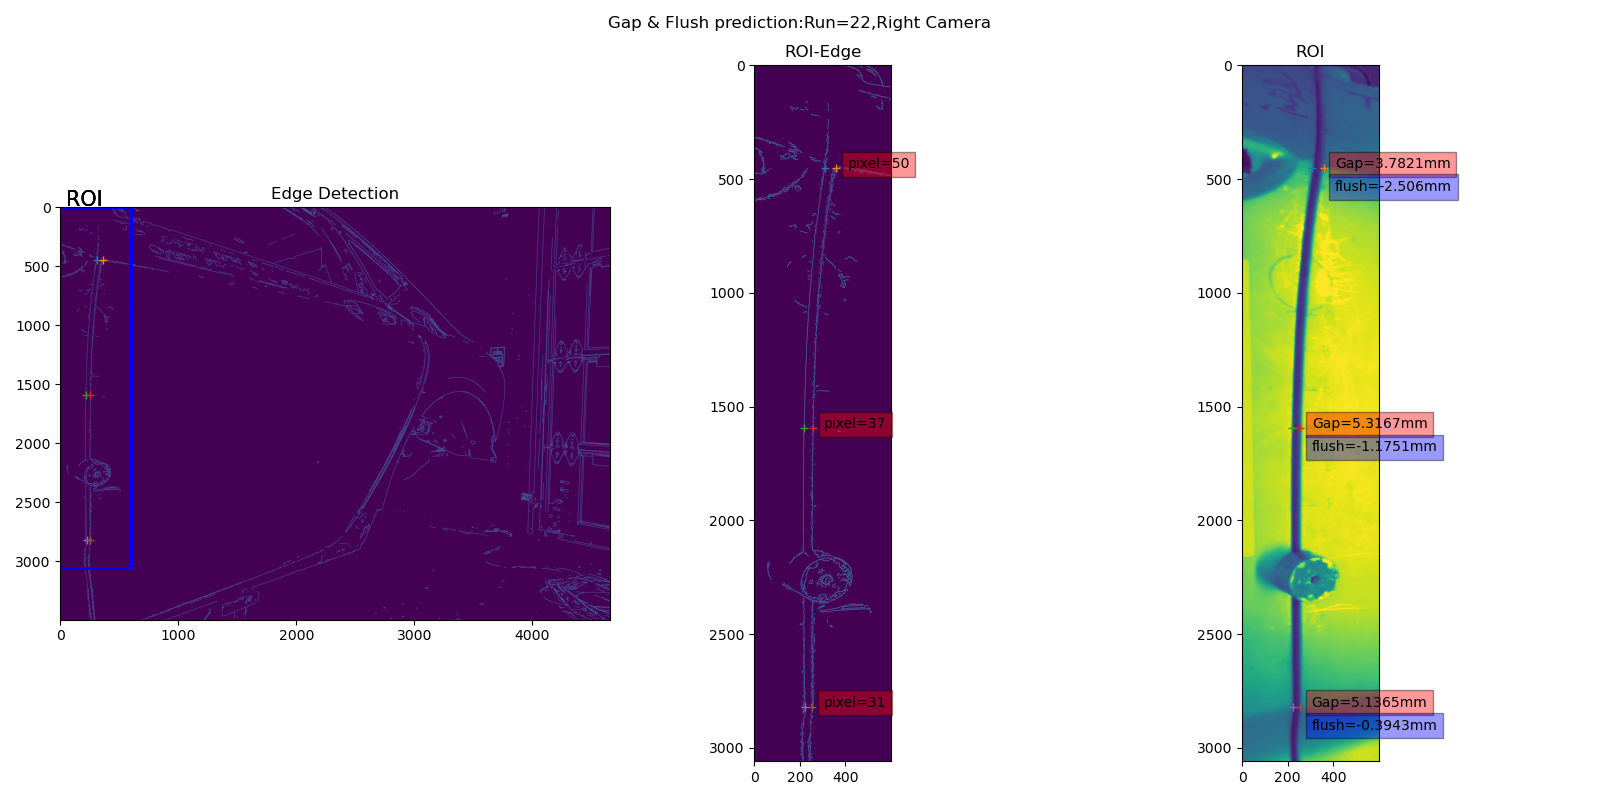 Gap & Flush prediction:Run=22,Right Camera
ROI
Edge Detection
0
500
1000
1500
2000
2500
3000
0
1000
2000
3000
4000
ROI-Edge
0
500
1000
1500
2000
2500
3000
0
200
400
pixel=50
pixel=37
pixel=31
ROI
0
500
1000
1500
2000
2500
3000
0
200
400
Gap=3.7821mm
flush=-2.506mm
Gap=5.3167mm
flush=-1.1751mm
Gap=5.1365mm
flush=-0.3943mm